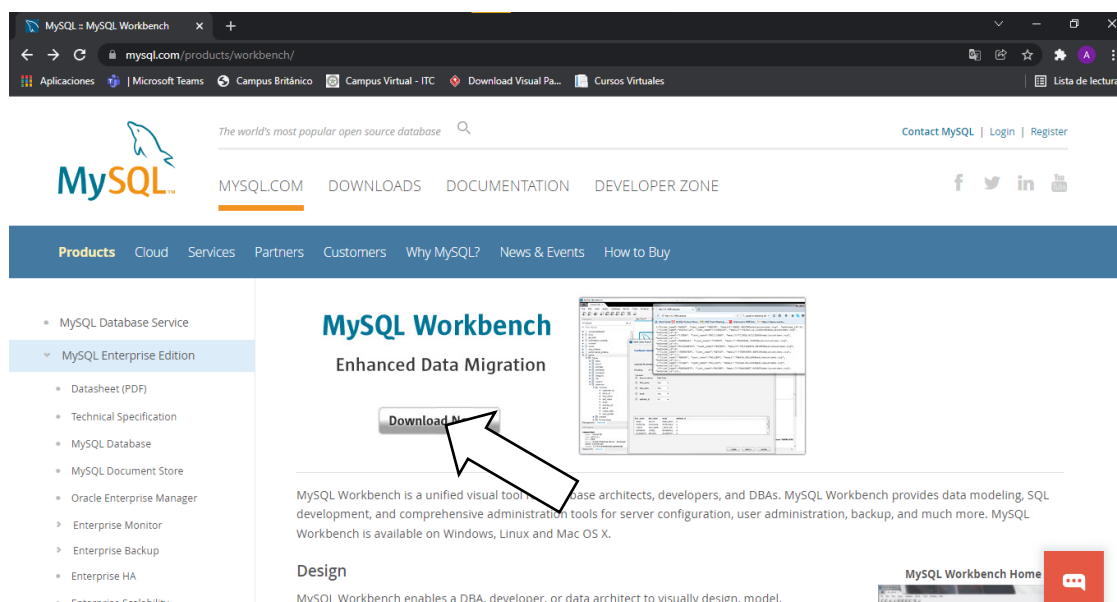 MySQL :: MySQL Workbench
mysql.com/products/workbench/
A
Aplicaciones
| Microsoft Teams
Campus Británico
Campus Virtual - ITC
Download Visual Pa...
Cursos Virtuales
Lista de lectura
The world's most popular open source database
Contact MySQL | Login | Register
MySQL
MYSQL.COM DOWNLOADS DOCUMENTATION DEVELOPER ZONE
Products Cloud Services Partners Customers Why MySQL? News & Events How to Buy
MySQL Database Service
MySQL Enterprise Edition
Datasheet (PDF)
Technical Specification
MySQL Database
MySQL Document Store
Oracle Enterprise Manager
Enterprise Monitor
Enterprise Backup
Enterprise HA
MySQL Workbench
Enhanced Data Migration
Download
MySQL Workbench is a unified visual tool base architects, developers, and DBAs. MySQL Workbench provides data modeling, SQL
development, and comprehensive administration tools for server configuration, user administration, backup, and much more. MySQL
Workbench is available on Windows, Linux and Mac OS X.
Design
MySQL Workbench enables a DBA, developer, or data architect to visually design, model,
MySQL Workbench Home